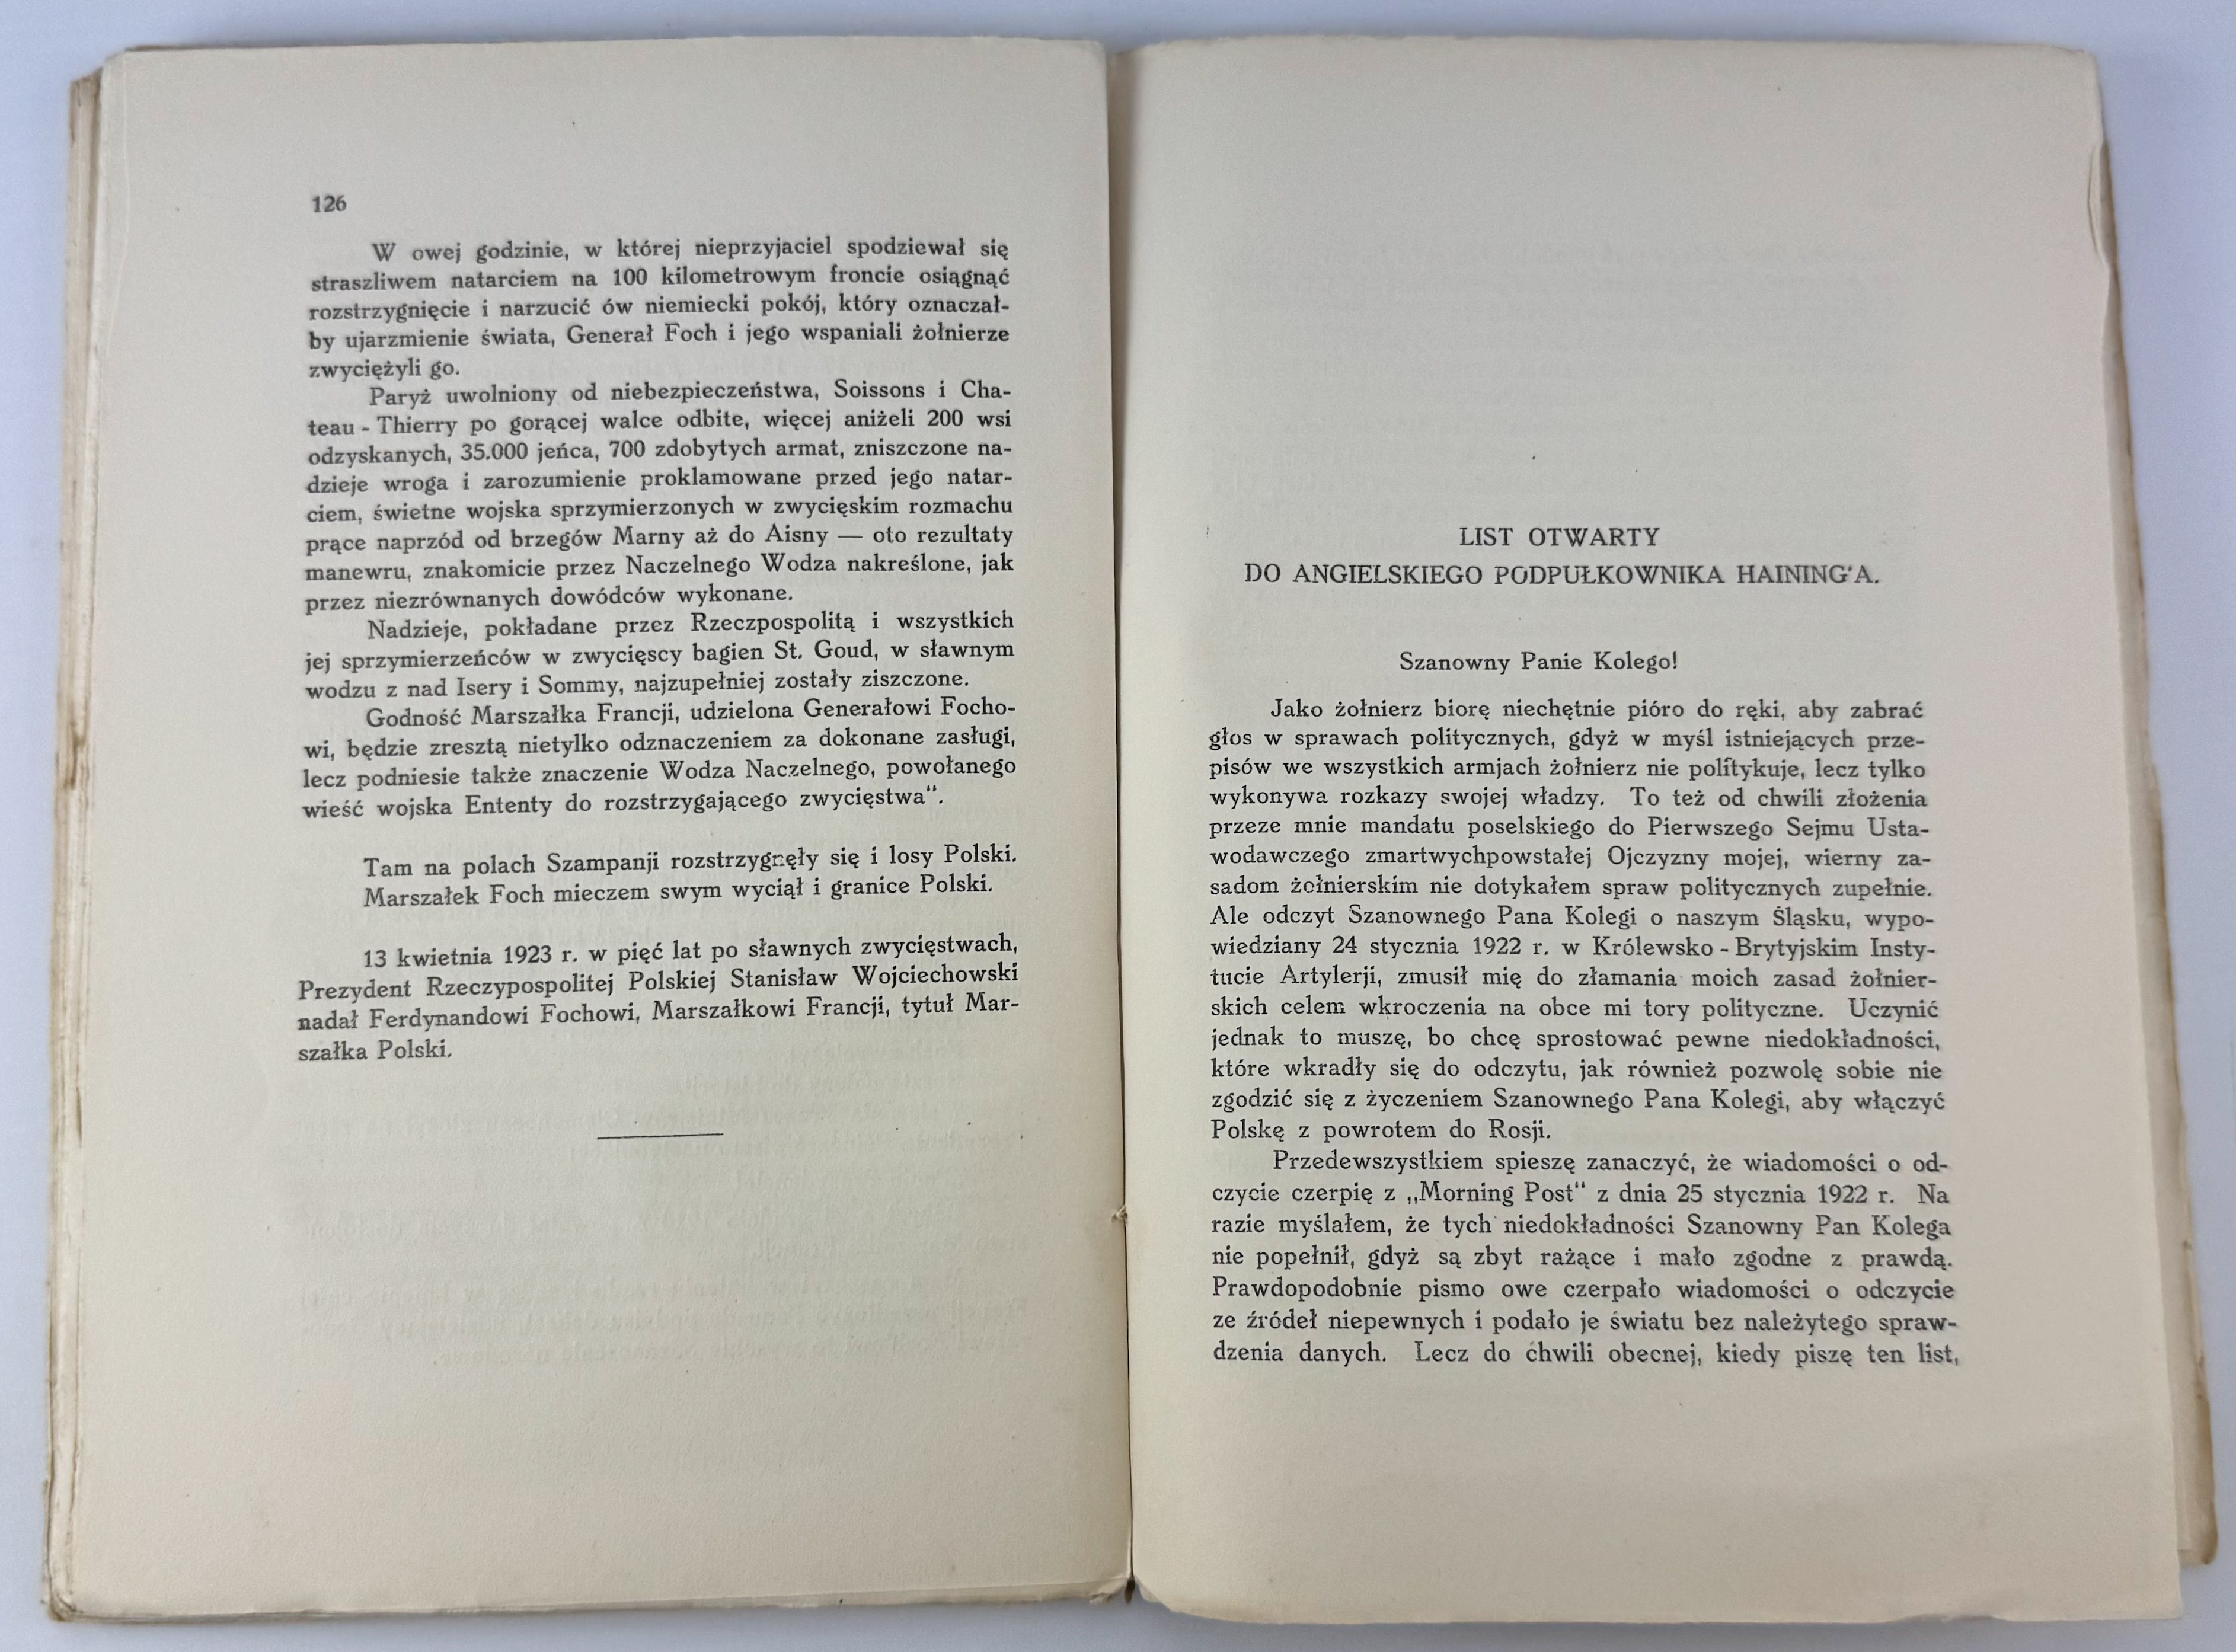 126
W owej godzinie, w której nieprzyjaciel spodziewał się
straszliwem natarciem na 100 kilometrowym froncie osiągnąć
rozstrzygnięcie i narzucić ów niemiecki pokój, który oznaczał-
by ujarzmienie świata, Generał Foch i jego wspaniali żołnierze
zwyciężyli go.
Paryż uwolniony od niebezpieczeństwa, Soissons i Cha-
teau - Thierry po gorącej walce odbite, więcej aniżeli 200 wsi
odzyskanych, 35.000 jeńca, 700 zdobytych armat, zniszczone na-
dzieje wroga i zarozumienie proklamowane przed jego natar-
ciem, świetne wojska sprzymierzonych w zwycięskim rozmachu
prące naprzód od brzegów Marny aż do Aisny — oto rezultaty
manewru, znakomicie przez Naczelnego Wodza nakreślone, jak
przez niezrównanych dowódców wykonane.
Nadzieje, pokładane przez Rzeczpospolitą i wszystkich
jej sprzymierzeńców w zwycięscy bagien St. Goud, w sławnym
wodzu z nad Isery i Sommy, najzupełniej zostały ziszczone.
Godność Marszałka Francji, udzielona Generałowi Focho-
wi, będzie zresztą nietylko odznaczeniem za dokonane zasługi,
lecz podniesie także znaczenie Wodza Naczelnego, powołanego
wieść wojska Ententy do rozstrzygającego zwycięstwa“.
Tam na polach Szampanji rozstrzygnęły się i losy Polski.
Marszałek Foch mieczem swym wyciął i granice Polski.
13 kwietnia 1923 r. w pięć lat po sławnych zwycięstwach,
Prezydent Rzeczypospolitej Polskiej Stanisław Wojciechowski
nadał Ferdynandowi Fochowi, Marszałkowi Francji, tytuł Mar-
szałka Polski.
LIST OTWARTY
DO ANGIELSKIEGO PODPUŁKOWNIKA HAINING‘A.
Szanowny Panie Kolego!
Jako żołnierz biorę niechętnie pióro do ręki, aby zabrać
głos w sprawach politycznych, gdyż w myśl istniejących prze-
pisów we wszystkich armjach żołnierz nie polítykuje, lecz tylko
wykonywa rozkazy swojej władzy. To też od chwili złożenia
przeze mnie mandatu poselskiego do Pierwszego Sejmu Usta-
wodawczego zmartwychpowstałej Ojczyzny mojej, wierny za-
sadom żołnierskim nie dotykałem spraw politycznych zupełnie.
Ale odczyt Szanownego Pana Kolegi o naszym Śląsku, wypo-
wiedziany 24 stycznia 1922 r. w Królewsko - Brytyjskim Insty-
tucie Artylerji, zmusił mię do złamania moich zasad żołnier-
skich celem wkroczenia na obce mi tory polityczne. Uczynić
jednak to muszę, bo chcę sprostować pewne niedokładności,
które wkradły się do odczytu, jak również pozwolę sobie nie
zgodzić się z życzeniem Szanownego Pana Kolegi, aby włączyć
Polskę z powrotem do Rosji.
Przedewszystkiem spieszę zanaczyć, że wiadomości o od-
czycie czerpię z „Morning Post“ z dnia 25 stycznia 1922 r. Na
razie myślałem, że tych niedokładności Szanowny Pan Kolega
nie popełnił, gdyż są zbyt rażące i mało zgodne z prawdą.
Prawdopodobnie pismo owe czerpało wiadomości o odczycie
ze źródeł niepewnych i podało je światu bez należytego spraw-
dzenia danych. Lecz do chwili obecnej, kiedy piszę ten list,